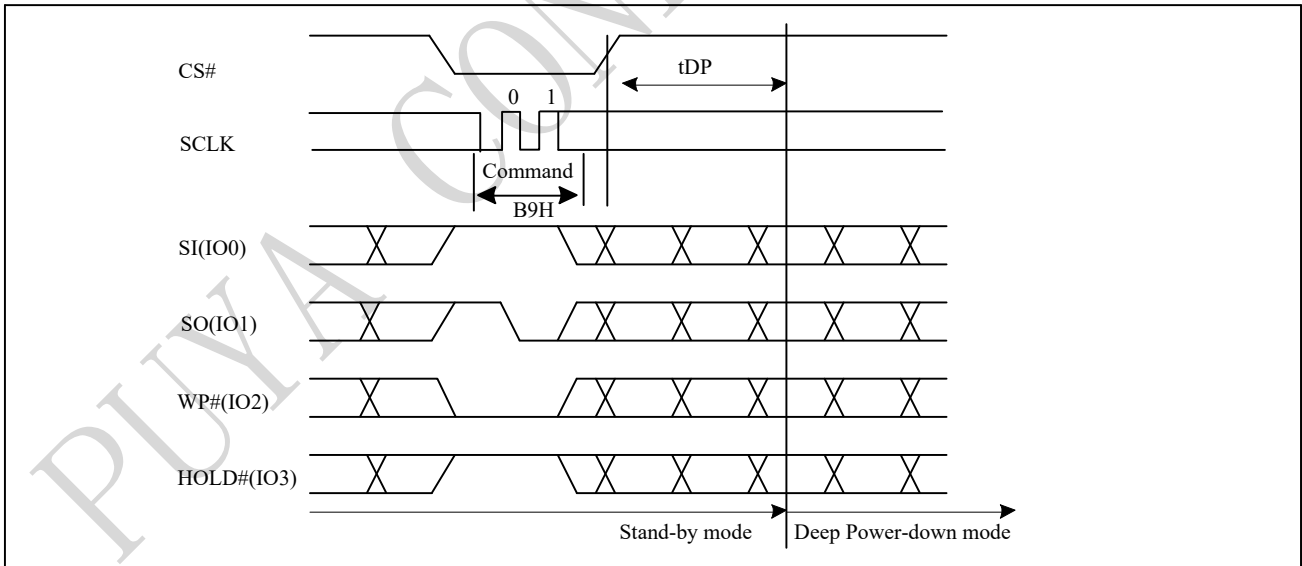 PUYA CONF
CS#
tDP
0 1
SCLK
Command
B9H
SI(IO0)
SO(IO1)
WP#(IO2)
HOLD#(IO3)
Stand-by mode Deep Power-down mode